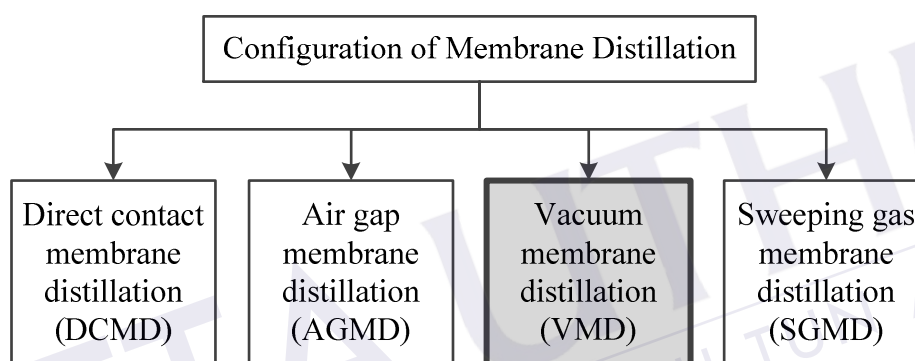 Configuration of Membrane Distillation
Direct contact
membrane
distillation
(DCMD)
Air gap
membrane
distillation
(AGMD)
Vacuum
membrane
distillation
(VMD)
Sweeping gas
membrane
distillation
(SGMD)